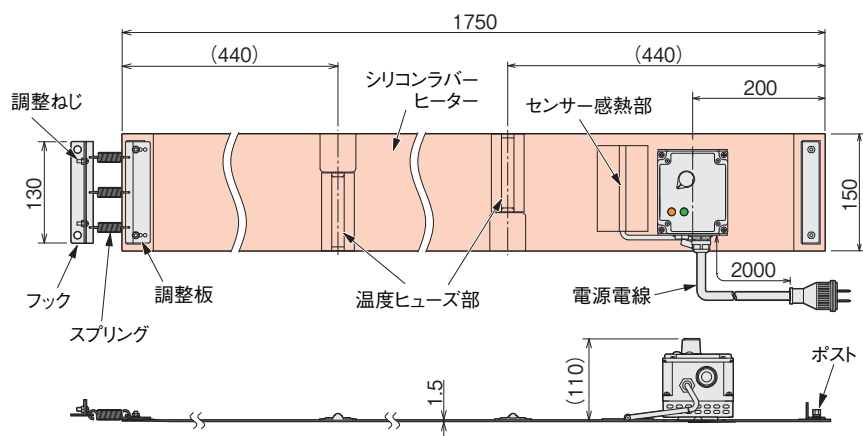 1750
(440)
(440)
シリコンラバー
ヒーター
200
調整ねじ
センサー感熱部
130
150
2000
フック
調整板
温度ヒューズ部
電源電線
スプリング
ポスト
(110)
1.5